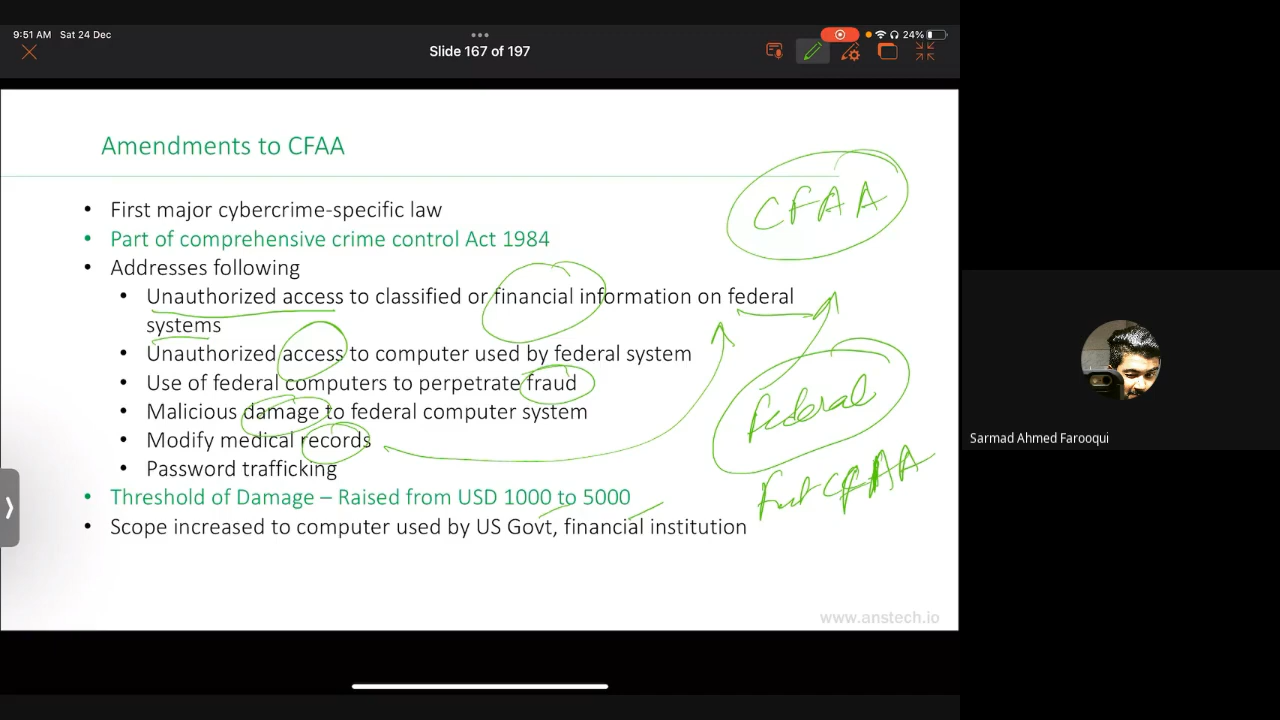 9:51 AM Sat 24 Dec
24%
Slide 167 of 197
Amendments to CFAA
• First major cybercrime-specific law
• Part of comprehensive crime control Act 1984
• Addresses following
• Unauthorized access to classified or financial information on federal
systems
• Unauthorized access to computer used by federal system
• Use of federal computers to perpetrate fraud
• Malicious damage to federal computer system
• Modify medical records
• Password trafficking
• Threshold of Damage – Raised from USD 1000 to 5000
• Scope increased to computer used by US Govt, financial institution
CFAA
Federal
CFAA
www.anstech.io
Sarmad Ahmed Farooqui